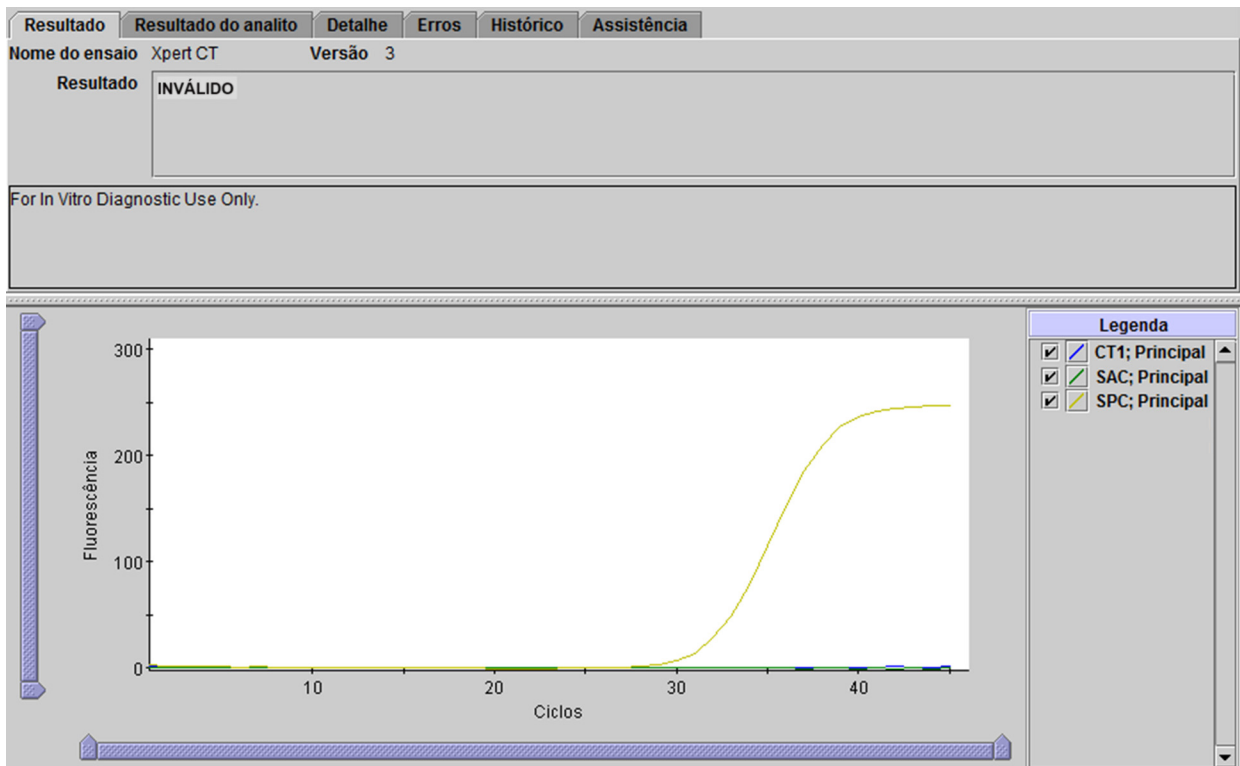 Resultado Resultado do analito Detalhe Erros Histórico Assistência
Nome do ensaio Xpert CT Versão 3
Resultado INVÁLIDO
For In Vitro Diagnostic Use Only.
Legenda
CT1; Principal
SAC; Principal
SPC; Principal
Fluorescência
300
200
100
0
10 20 30 40
Ciclos